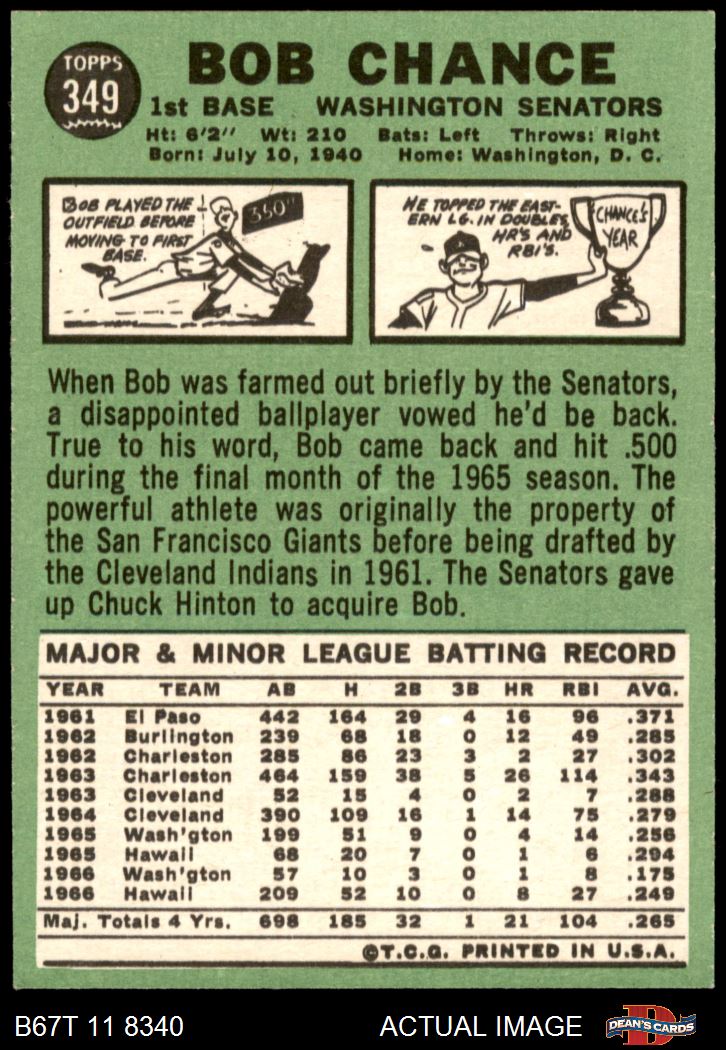 TOPPS
349
BOB CHANCE
1st BASE WASHINGTON SENATORS
Ht: 6'2" Wt: 210 Bats: Left Throws: Right
Born: July 10, 1940 Home: Washington, D. C.
BOB PLAYED THE
OUTFIELD BEFORE
MOVING TO FIRST
BASE.
350'
HE TOPPED THE EAST-
ERN LG. IN DOUBLES,
HR'S AND
RBI'S.
CHANCE'S
YEAR
When Bob was farmed out briefly by the Senators,
a disappointed ballplayer vowed he'd be back.
True to his word, Bob came back and hit .500
during the final month of the 1965 season. The
powerful athlete was originally the property of
the San Francisco Giants before being drafted by
the Cleveland Indians in 1961. The Senators gave
up Chuck Hinton to acquire Bob.
MAJOR & MINOR LEAGUE BATTING RECORD
YEAR TEAM AB H 2B 3B HR RBI AVG.
1961 El Paso 442 164 29 4 16 96 .371
1962 Burlington 239 68 18 0 12 49 .285
1962 Charleston 285 86 23 3 2 27 .302
1963 Charleston 464 159 38 5 26 114 .343
1963 Cleveland 52 15 4 0 2 7 .288
1964 Cleveland 390 109 16 1 14 75 .279
1965 Wash'gton 199 51 9 0 4 14 .256
1965 Hawaii 68 20 7 0 1 6 .294
1966 Wash'gton 57 10 3 0 1 8 .175
1966 Hawaii 209 52 10 0 8 27 .249
Maj. Totals 4 Yrs. 698 185 32 1 21 104 .265
©T.C.G. PRINTED IN U.S.A.
B67T 11 8340 ACTUAL IMAGE
DEAN'S CARDS